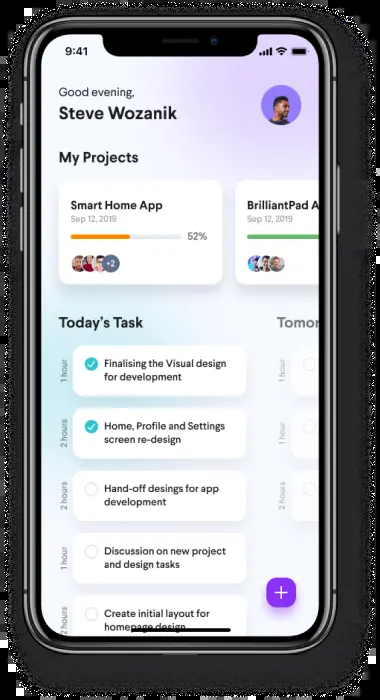 9:41
Good evening,
Steve Wozanik
My Projects
Smart Home App
Sep 12, 2019
52%
+2
BrilliantPad A
Sep 12, 2019
Today's Task
Tomor
1 hour
Finalising the Visual design
for development
1 hour
2 hours
Home, Profile and Settings
screen re-design
1 hour
2 hours
Hand-off desings for app
development
2 hours
1 hour
Discussion on new project
and design tasks
2 hours
Create initial layout for
homepage design